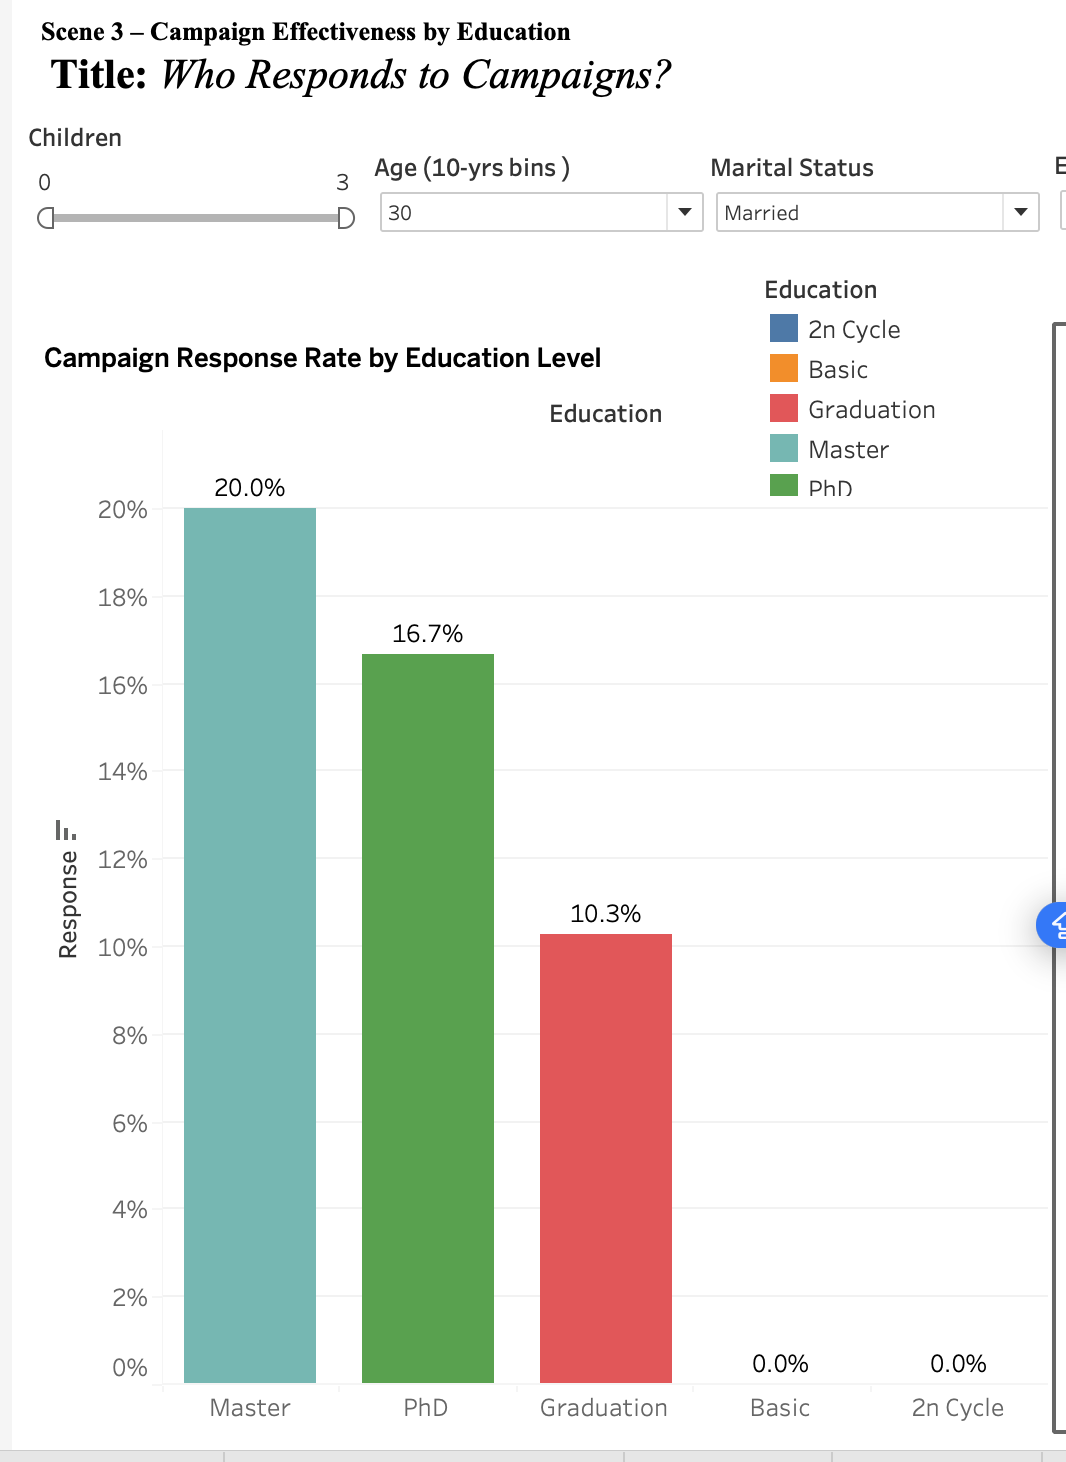 Scene 3 – Campaign Effectiveness by Education
Title: Who Responds to Campaigns?
Children
0 3
Age (10-yrs bins )
30
Marital Status
Married
E
Education
2n Cycle
Basic
Graduation
Master
PhD
Campaign Response Rate by Education Level
Education
20.0%
16.7%
10.3%
0.0%
0.0%
20%
18%
16%
14%
12%
10%
8%
6%
4%
2%
0%
Response
Master PhD Graduation Basic 2n Cycle